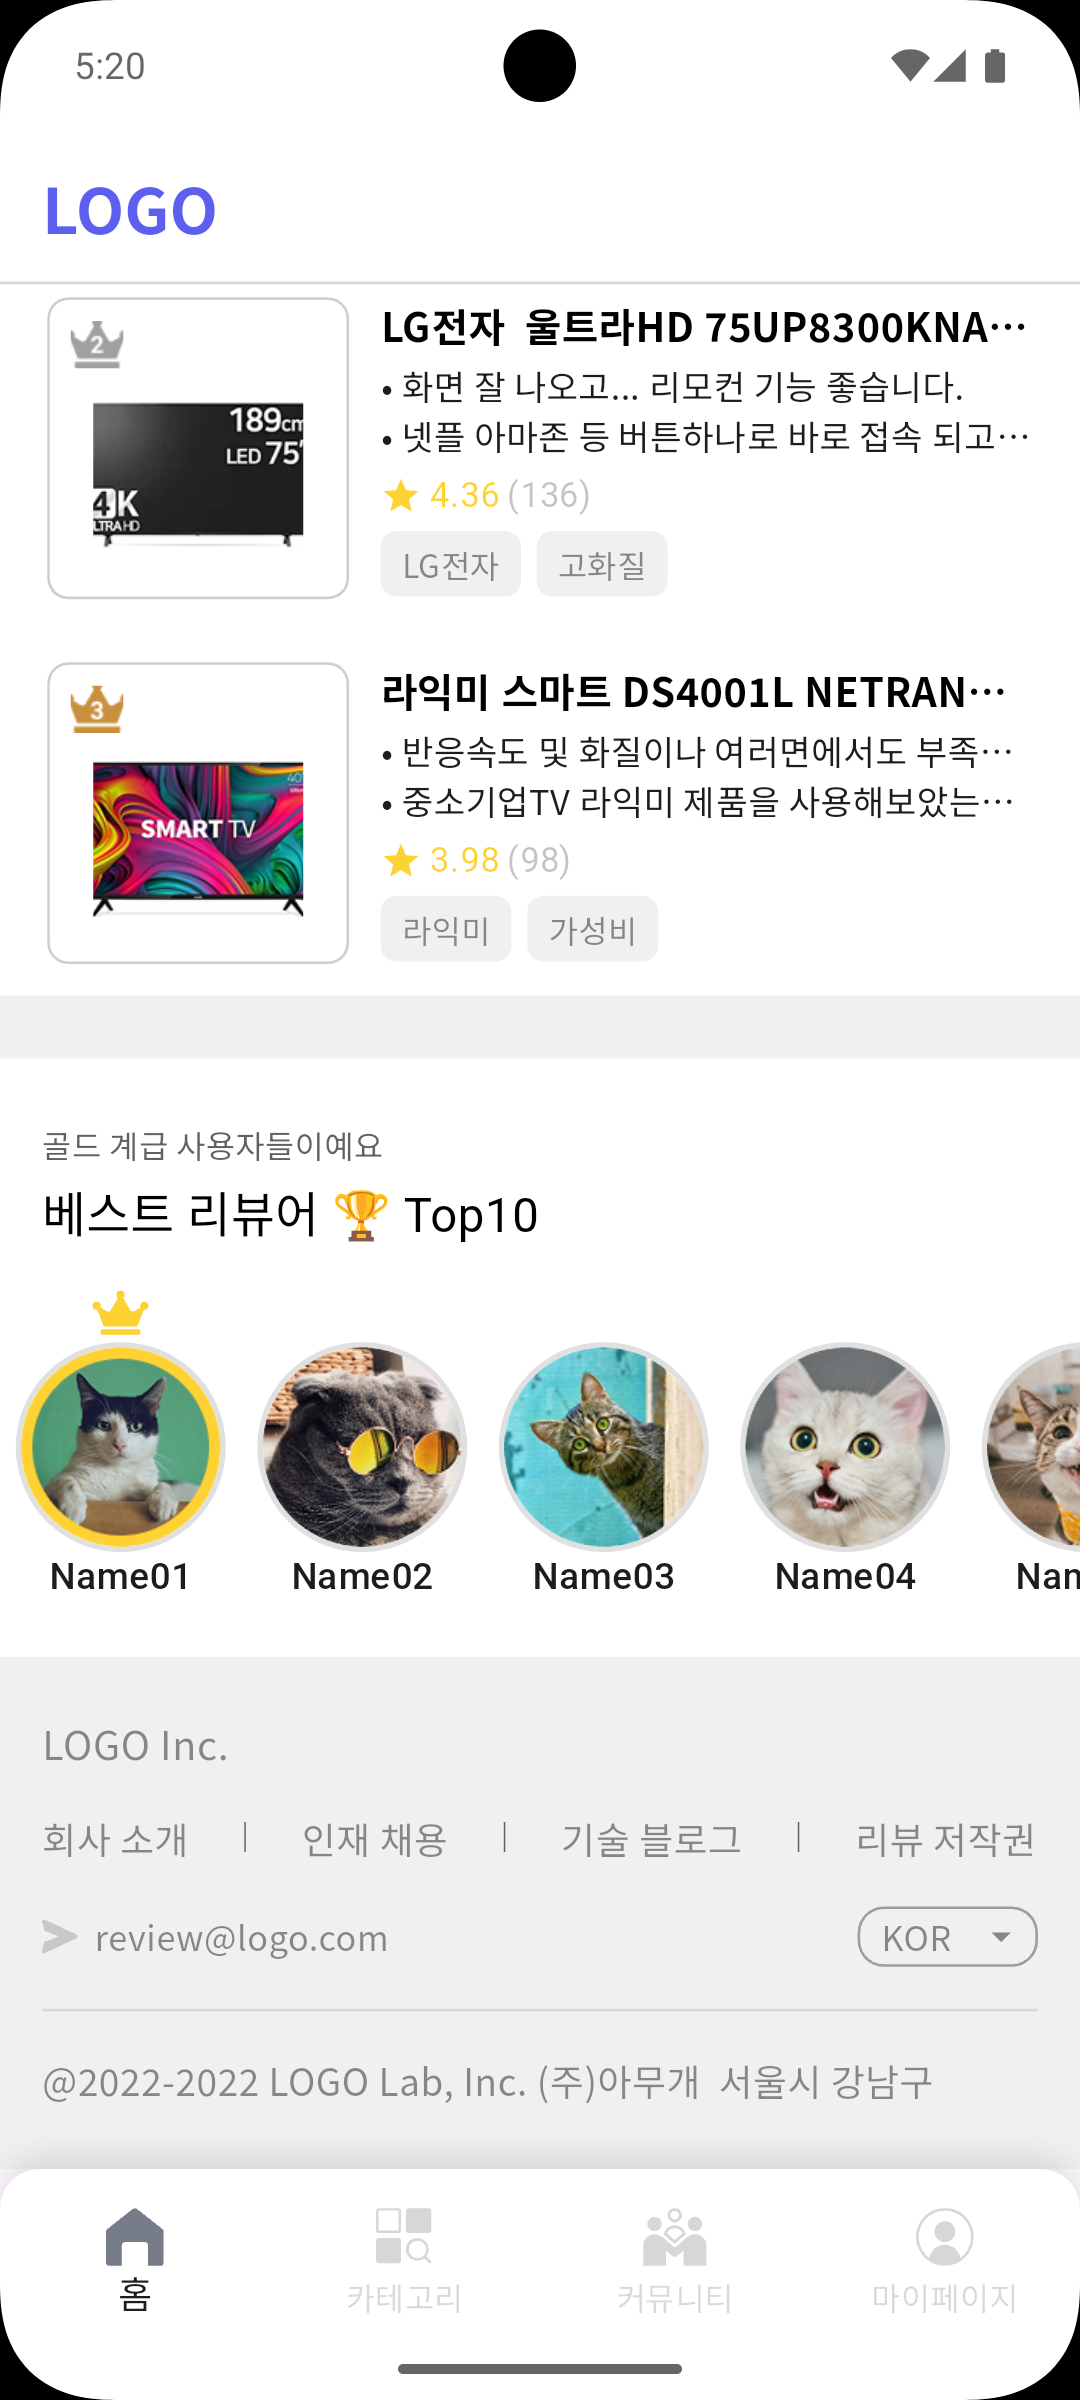 5:20
LOGO
2
189cm
LED 75"
4K
LTRA HD
LG전자  울트라HD 75UP8300KNA…
• 화면 잘 나오고... 리모컨 기능 좋습니다.
• 넷플 아마존 등 버튼하나로 바로 접속 되고…
4.36 (136)
LG전자 고화질
3
SMART TV
라익미 스마트 DS4001L NETRAN…
• 반응속도 및 화질이나 여러면에서도 부족…
• 중소기업TV 라익미 제품을 사용해보았는…
3.98 (98)
라익미 가성비
골드 계급 사용자들이예요
베스트 리뷰어 🏆 Top10
Name01 Name02 Name03 Name04 Nam
LOGO Inc.
회사 소개 | 인재 채용 | 기술 블로그 | 리뷰 저작권
review@logo.com KOR
@2022-2022 LOGO Lab, Inc. (주)아무개  서울시 강남구
홈 카테고리 커뮤니티 마이페이지